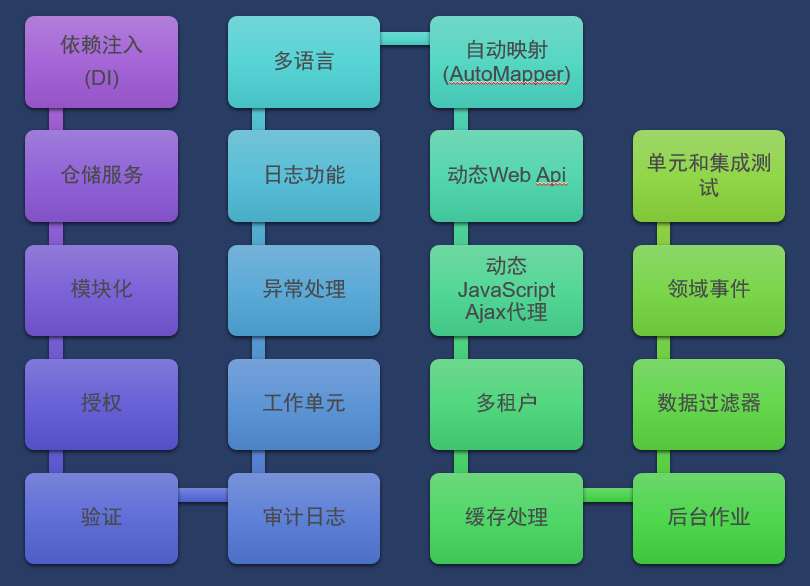 依赖注入
(DI)
仓储服务
模块化
授权
验证
审计日志
工作单元
异常处理
日志功能
多语言
自动映射
(AutoMapper)
动态Web Api
动态
JavaScript
Ajax代理
多租户
缓存处理
后台作业
数据过滤器
领域事件
单元和集成测
试